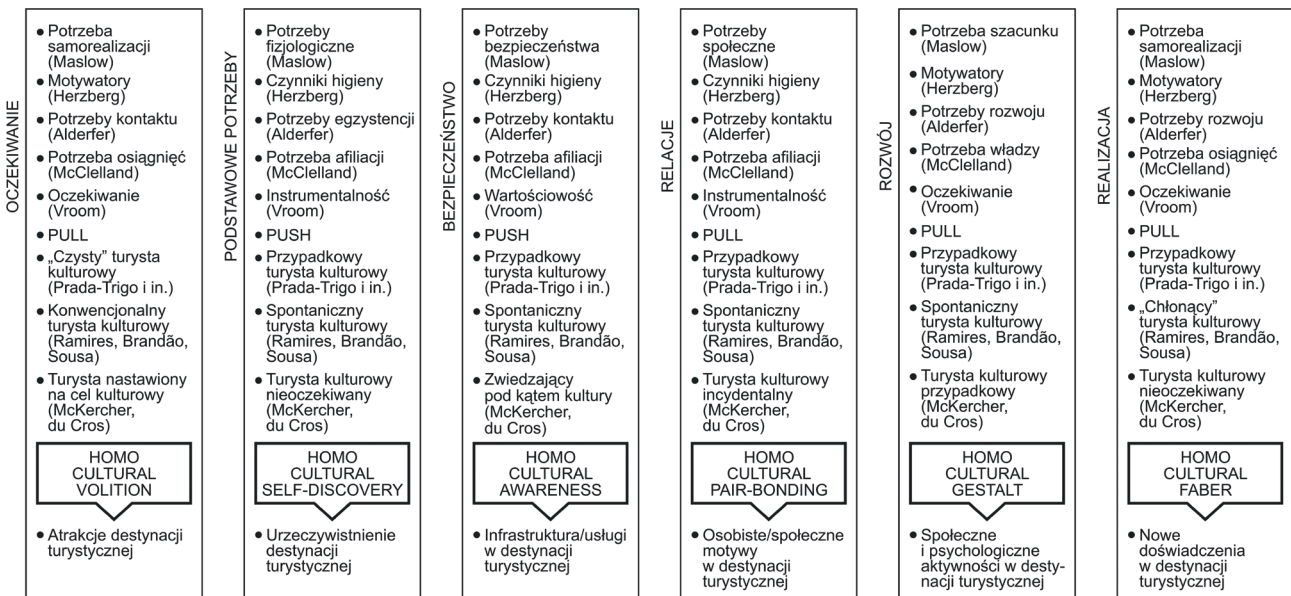 OCZEKIWANIE
• Potrzeba
samorealizacji
(Maslow)
• Motywatory
(Herzberg)
• Potrzeby kontaktu
(Alderfer)
• Potrzeba osiągnięć
(McClelland)
• Oczekiwanie
(Vroom)
• PULL
• „Czysty” turysta
kulturowy
(Prada-Trigo i in.)
• Konwencjonalny
turysta kulturowy
(Ramires, Brandão,
Sousa)
• Turysta nastawiony
na cel kulturowy
(McKercher,
du Cros)
HOMO
CULTURAL
VOLITION
• Atrakcje destynacji
turystycznej
PODSTAWOWE POTRZEBY
• Potrzeby
fizjologiczne
(Maslow)
• Czynniki higieny
(Herzberg)
• Potrzeby egzystencji
(Alderfer)
• Potrzeba afiliacji
(McClelland)
• Instrumentalność
(Vroom)
• PUSH
• Przypadkowy
turysta kulturowy
(Prada-Trigo i in.)
• Spontaniczny
turysta kulturowy
(Ramires, Brandão,
Sousa)
• Turysta kulturowy
nieoczekiwany
(McKercher,
du Cros)
HOMO
CULTURAL
SELF-DISCOVERY
• Urzeczywistnienie
destynacji
turystycznej
BEZPIECZEŃSTWO
• Potrzeby
bezpieczeństwa
(Maslow)
• Czynniki higieny
(Herzberg)
• Potrzeby kontaktu
(Alderfer)
• Potrzeba afiliacji
(McClelland)
• Wartościowość
(Vroom)
• PUSH
• Przypadkowy
turysta kulturowy
(Prada-Trigo i in.)
• Spontaniczny
turysta kulturowy
(Ramires, Brandão,
Sousa)
• Zwiedzający
pod kątem kultury
(McKercher,
du Cros)
HOMO
CULTURAL
AWARENESS
• Infrastruktura/usługi
w destynacji
turystycznej
RELACJE
• Potrzeby
społeczne
(Maslow)
• Czynniki higieny
(Herzberg)
• Potrzeby kontaktu
(Alderfer)
• Potrzeba afiliacji
(McClelland)
• Instrumentalność
(Vroom)
• PULL
• Przypadkowy
turysta kulturowy
(Prada-Trigo i in.)
• Spontaniczny
turysta kulturowy
(Ramires, Brandão,
Sousa)
• Turysta kulturowy
incydentalny
(McKercher,
du Cros)
HOMO
CULTURAL
PAIR-BONDING
• Osobiste/społeczne
motywy
w destynacji
turystycznej
ROZWÓJ
• Potrzeba szacunku
(Maslow)
• Motywatory
(Herzberg)
• Potrzeby rozwoju
(Alderfer)
• Potrzeba władzy
(McClelland)
• Oczekiwanie
(Vroom)
• PULL
• Przypadkowy
turysta kulturowy
(Prada-Trigo i in.)
• Spontaniczny
turysta kulturowy
(Ramires, Brandão,
Sousa)
• Turysta kulturowy
przypadkowy
(McKercher,
du Cros)
HOMO
CULTURAL
GESTALT
• Społeczne
i psychologiczne
aktywności w desty-
nacji turystycznej
REALIZACJA
• Potrzeba
samorealizacji
(Maslow)
• Motywatory
(Herzberg)
• Potrzeby rozwoju
(Alderfer)
• Potrzeba osiągnięć
(McClelland)
• Oczekiwanie
(Vroom)
• PULL
• Przypadkowy
turysta kulturowy
(Prada-Trigo i in.)
• „Chłonący”
turysta kulturowy
(Ramires, Brandão,
Sousa)
• Turysta kulturowy
nieoczekiwany
(McKercher,
du Cros)
HOMO
CULTURAL
FABER
• Nowe
doświadczenia
w destynacji
turystycznej